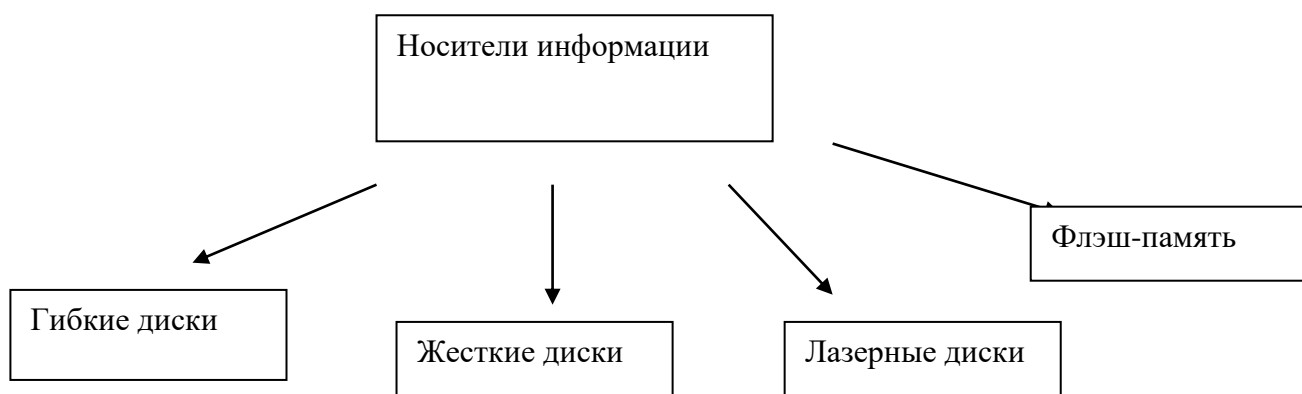 Носители информации
Флэш-память
Гибкие диски
Жесткие диски
Лазерные диски